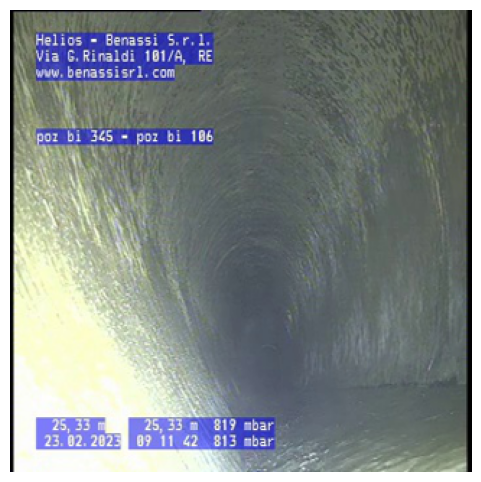 Helios - Benassi S.r.l.
Via G.Rinaldi 101/A, RE
www.benassisrl.com
poz bi 345 - poz bi 106
25,33 m 25,33 m 819 mbar
23.02.2023 09 11 42 813 mbar